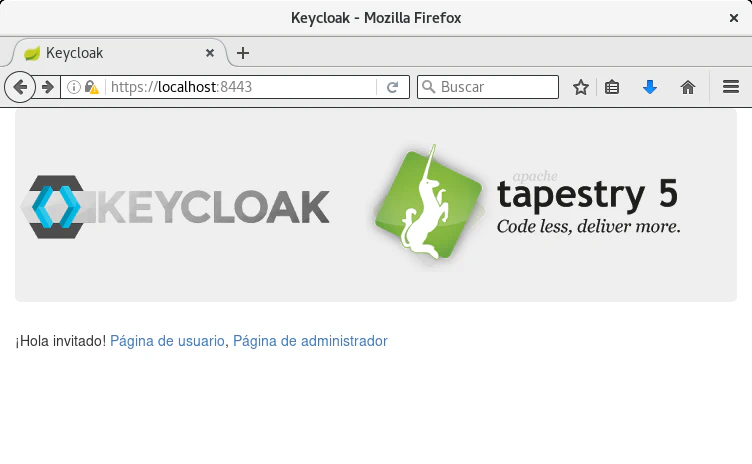 Keycloak - Mozilla Firefox
Keycloak
https://localhost:8443
Buscar
KEYCLOAK
apache
tapestry 5
Code less, deliver more.
¡Hola invitado! Página de usuario, Página de administrador